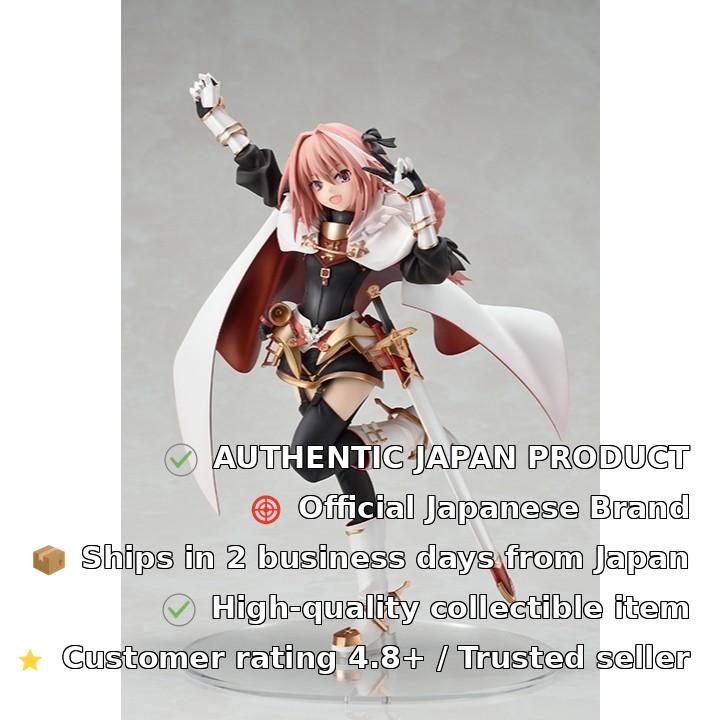 AUTHENTIC JAPAN PRODUCT
Official Japanese Brand
Ships in 2 business days from Japan
High-quality collectible item
Customer rating 4.8+ / Trusted seller